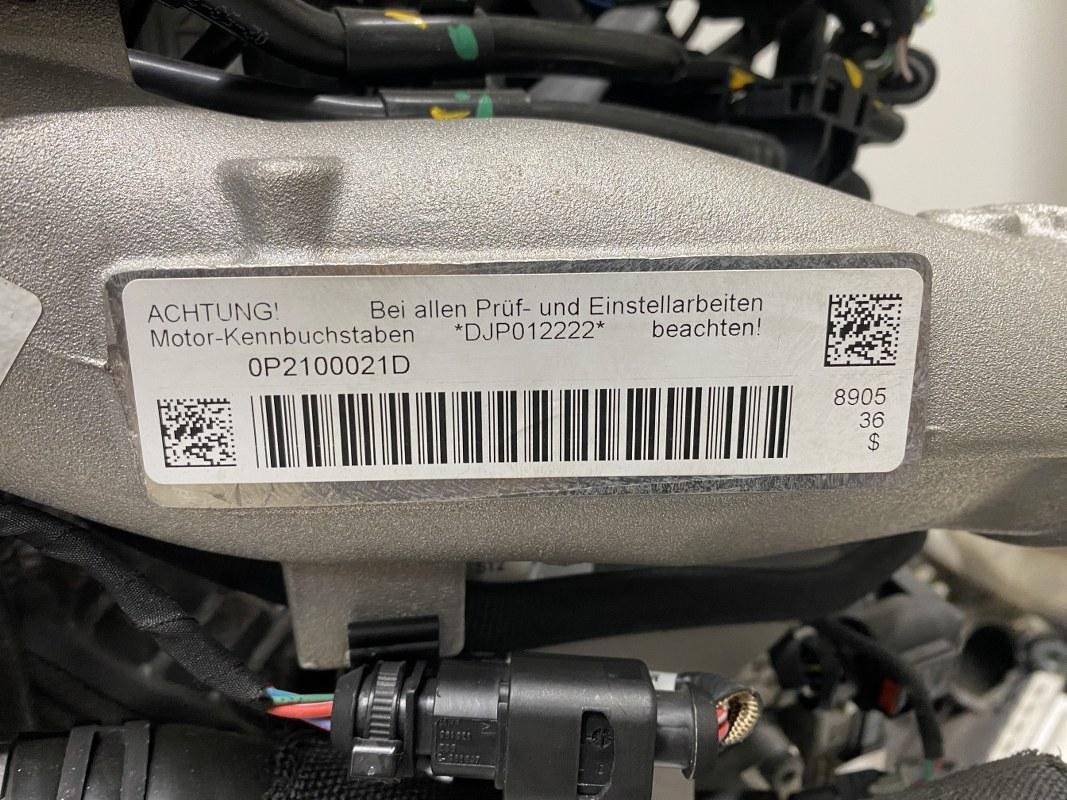 ACHTUNG! Bei allen Prüf- und Einstellarbeiten
Motor-Kennbuchstaben *DJP012222* beachten!
0P2100021D
8905
36
$